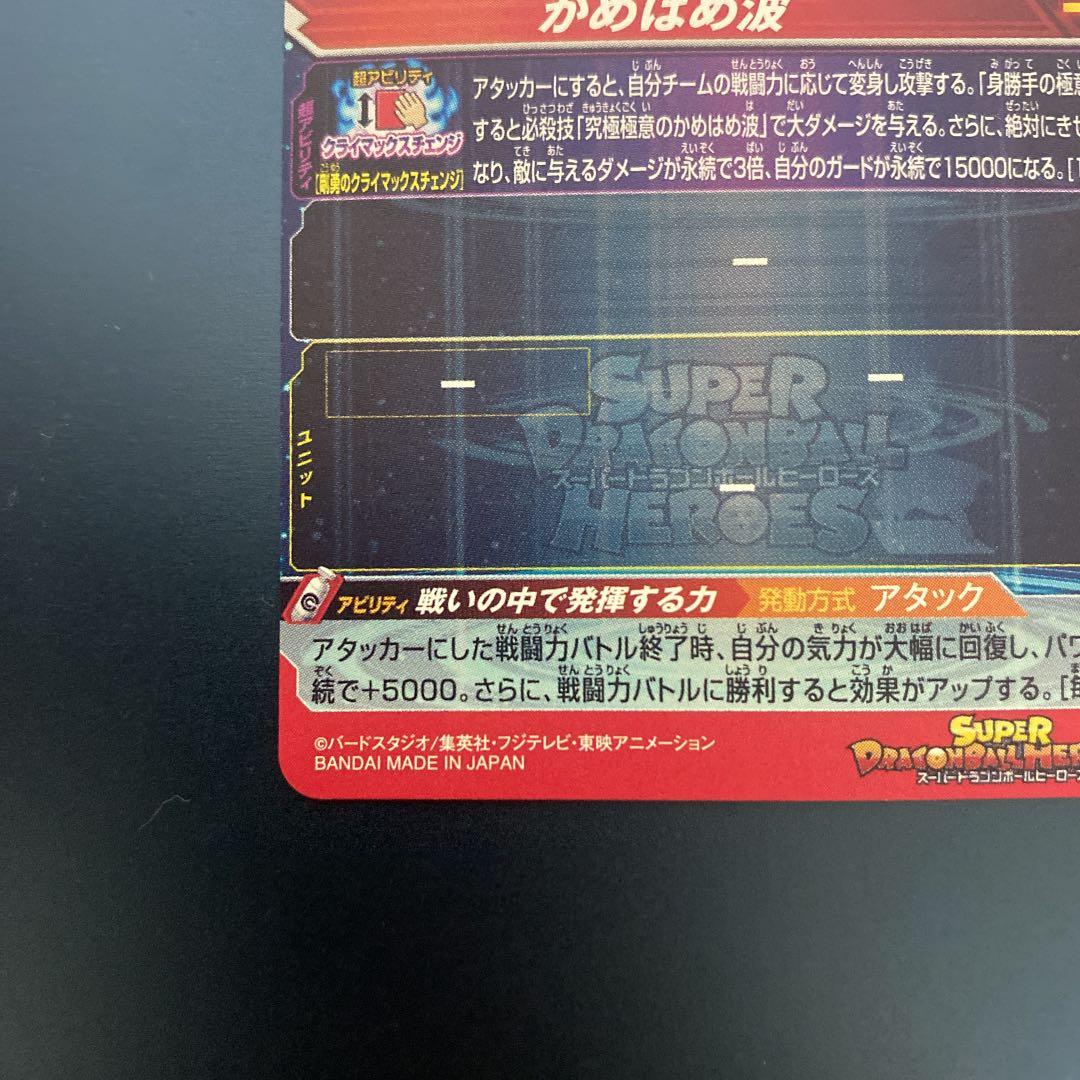 かめはめ波
超アビリティ
超アビリティ
クライマックスチェンジ
【剛勇のクライマックスチェンジ】
アタッカーにすると、自分チームの戦闘力に応じて変身し攻撃する。「身勝手の極意
すると必殺技「究極極意のかめはめ波」で大ダメージを与える。さらに、絶対にきせ
なり、敵に与えるダメージが永続で3倍、自分のガードが永続で15000になる。[1
ー
ユニット
ー
ー
ー
SUPER
DRAGONBALL
スーパードラゴンボールヒーローズ
HEROES
アビリティ 戦いの中で発揮する力 発動方式 アタック
アタッカーにした戦闘力バトル終了時、自分の気力が大幅に回復し、パワ
続で+5000。さらに、戦闘力バトルに勝利すると効果がアップする。[毎
©バードスタジオ/集英社・フジテレビ・東映アニメーション
BANDAI MADE IN JAPAN
SUPER
DRAGONBALL HER
スーパードラゴンボールヒーローズ